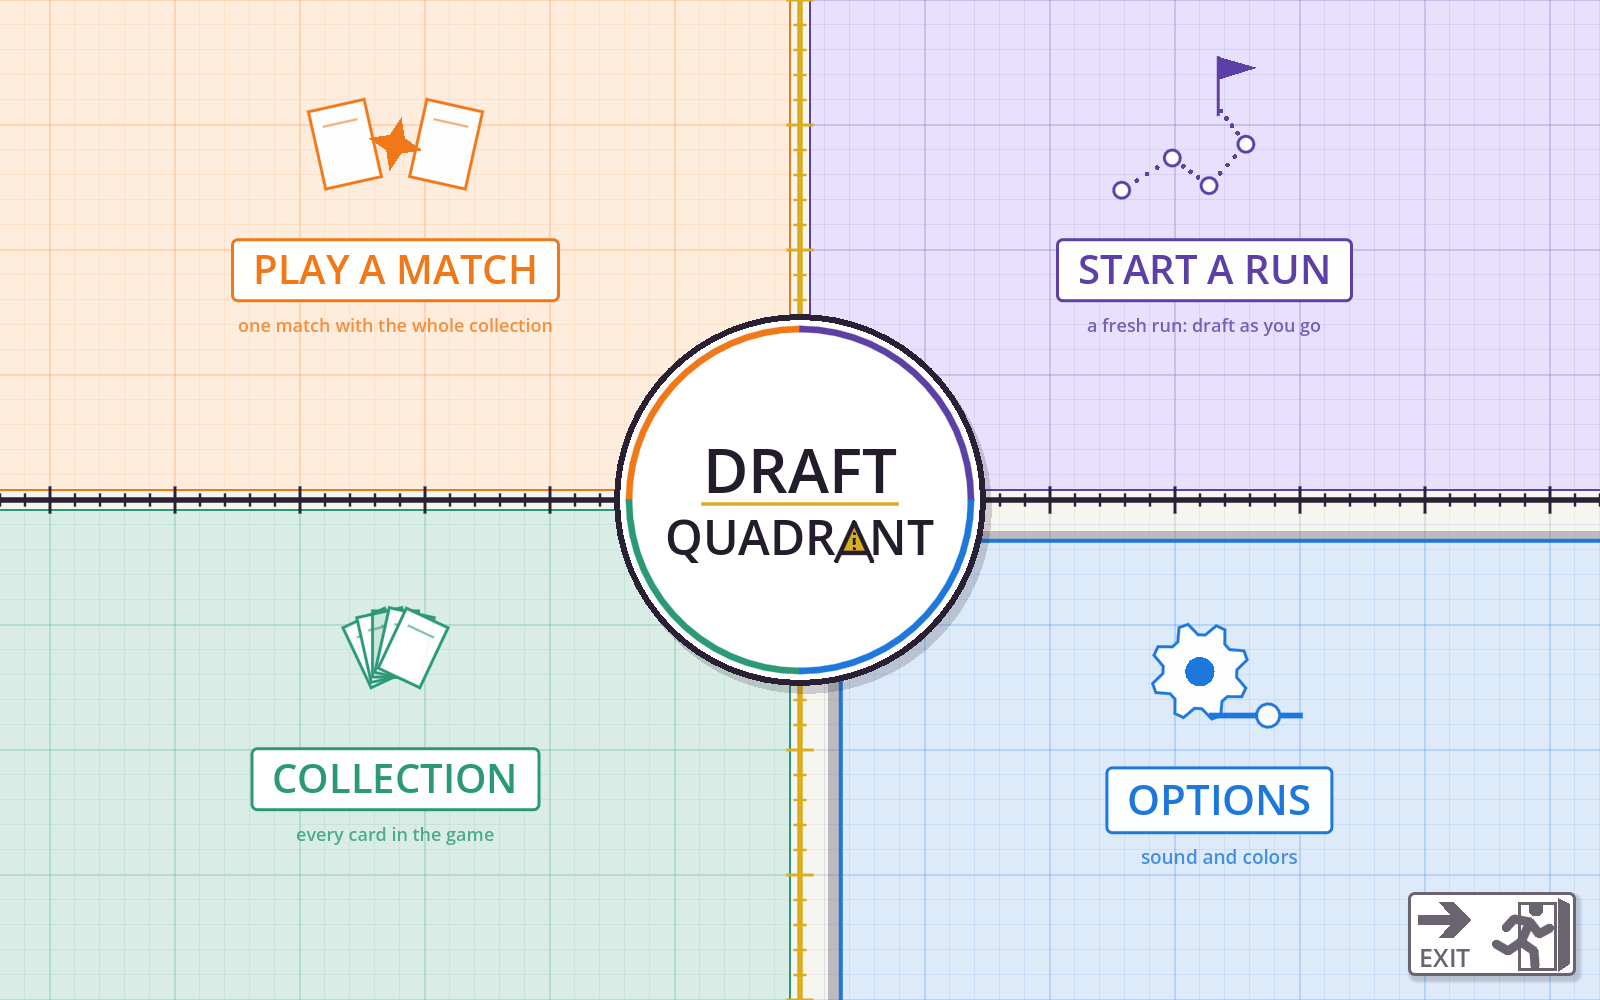 PLAY A MATCH
one match with the whole collection
START A RUN
a fresh run: draft as you go
DRAFT
QUADRANT
COLLECTION
every card in the game
OPTIONS
sound and colors
EXIT